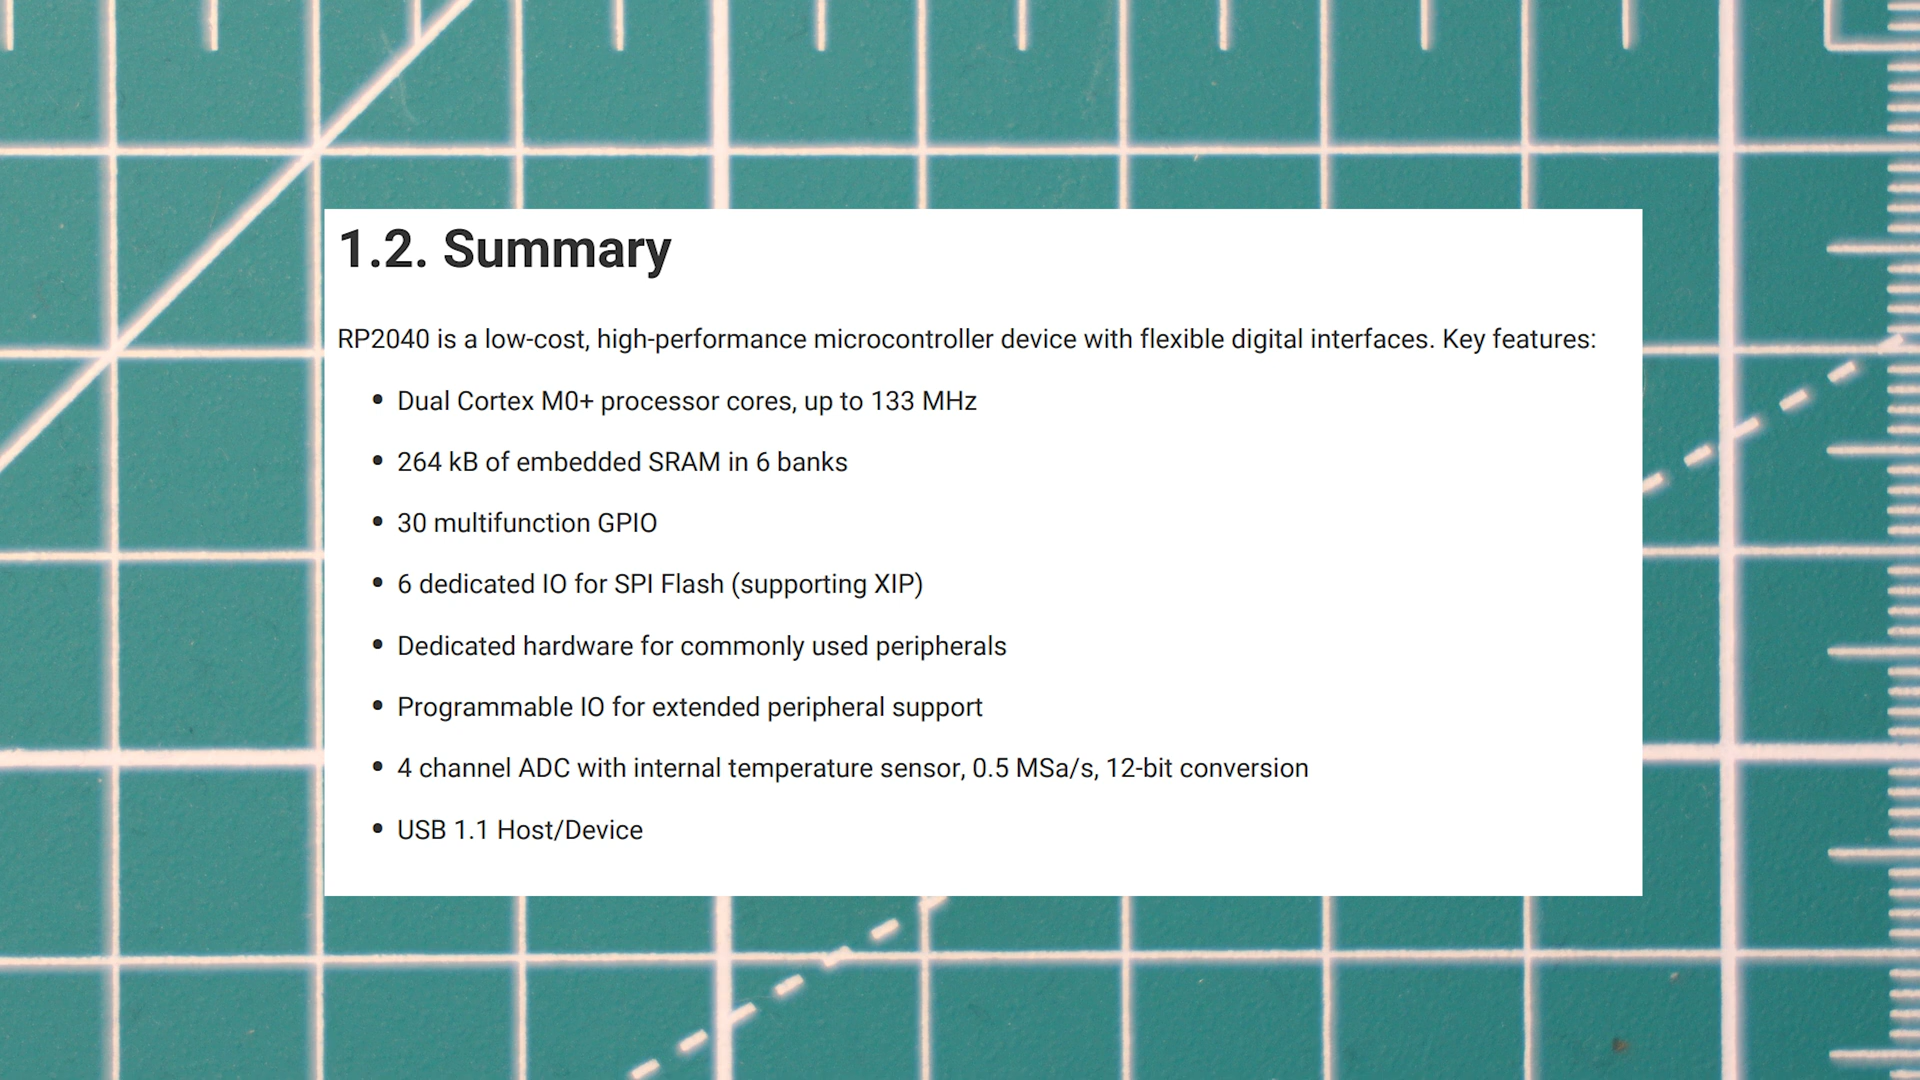 1.2. Summary
RP2040 is a low-cost, high-performance microcontroller device with flexible digital interfaces. Key features:
• Dual Cortex M0+ processor cores, up to 133 MHz
• 264 kB of embedded SRAM in 6 banks
• 30 multifunction GPIO
• 6 dedicated IO for SPI Flash (supporting XIP)
• Dedicated hardware for commonly used peripherals
• Programmable IO for extended peripheral support
• 4 channel ADC with internal temperature sensor, 0.5 MSa/s, 12-bit conversion
• USB 1.1 Host/Device